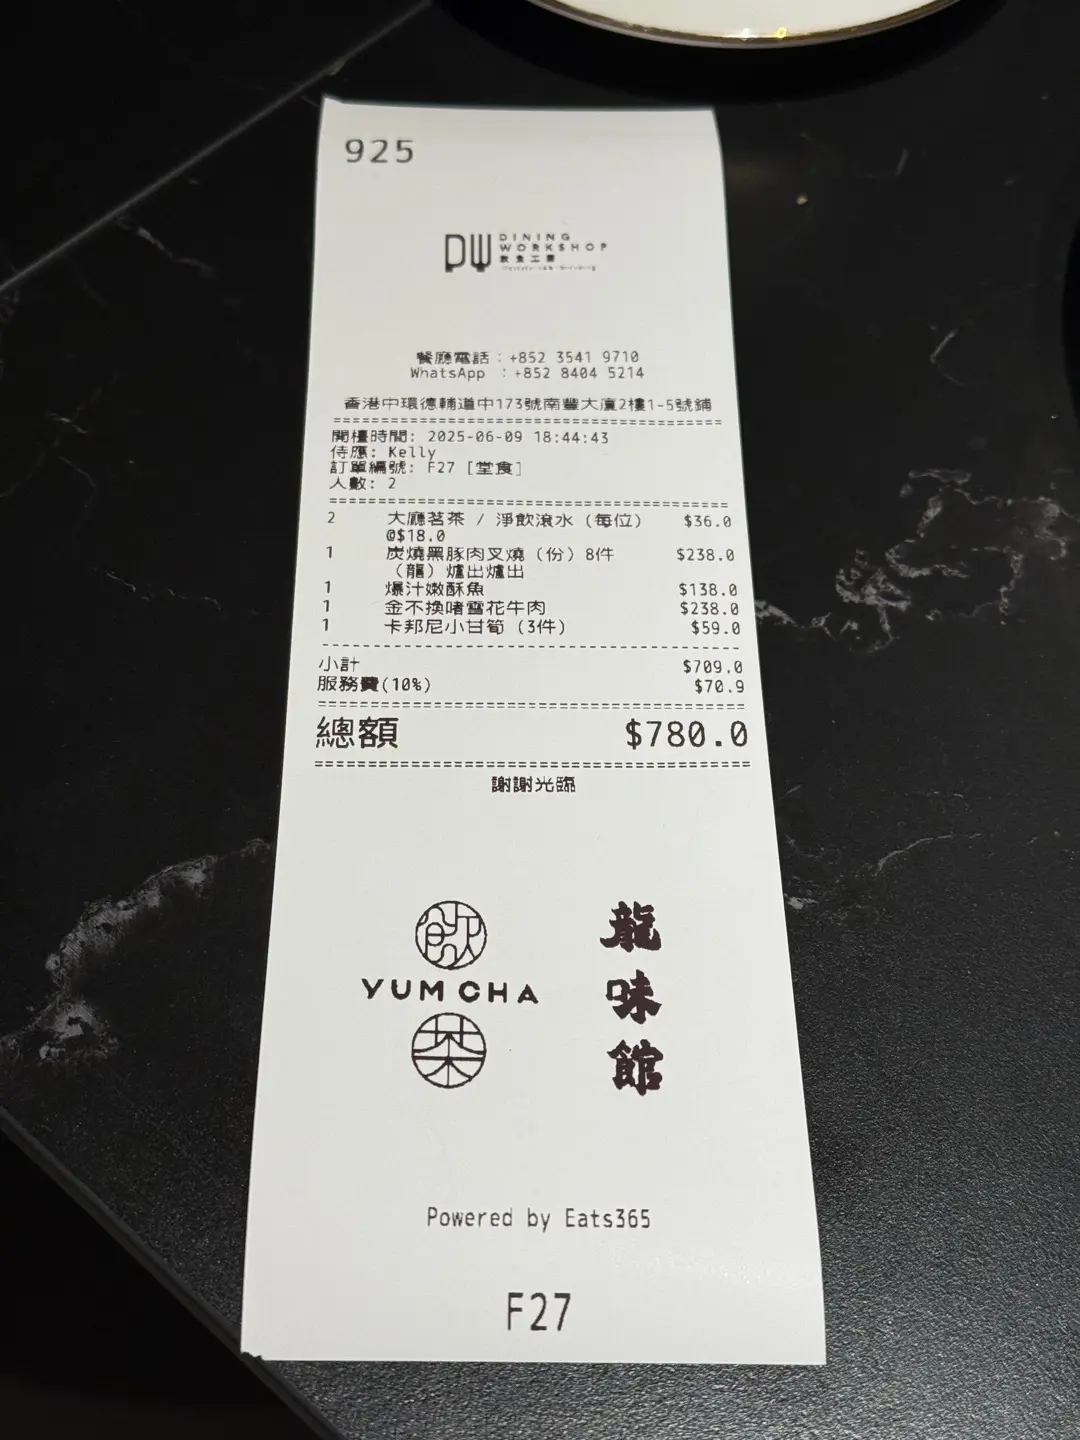 925
DW DINING
WORKSHOP
飲食工房
餐廳電話：+852 3541 9710
WhatsApp ：+852 8404 5214
香港中環德輔道中173號南豐大廈2樓1-5號鋪
開檯時間: 2025-06-09 18:44:43
侍應: Kelly
訂單編號: F27 [堂食]
人數: 2
2 大廳茗茶 / 淨飲滾水 (每位) $36.0
@$18.0
1 炭燒黑豚肉叉燒（份）8件 $238.0
（龍）爐出爐出
1 爆汁嫩酥魚 $138.0
1 金不換啫雪花牛肉 $238.0
1 卡邦尼小甘筍 (3件) $59.0
小計 $709.0
服務費(10%) $70.9
總額 $780.0
謝謝光臨
飲
YUM CHA
茶
龍味館
Powered by Eats365
F27